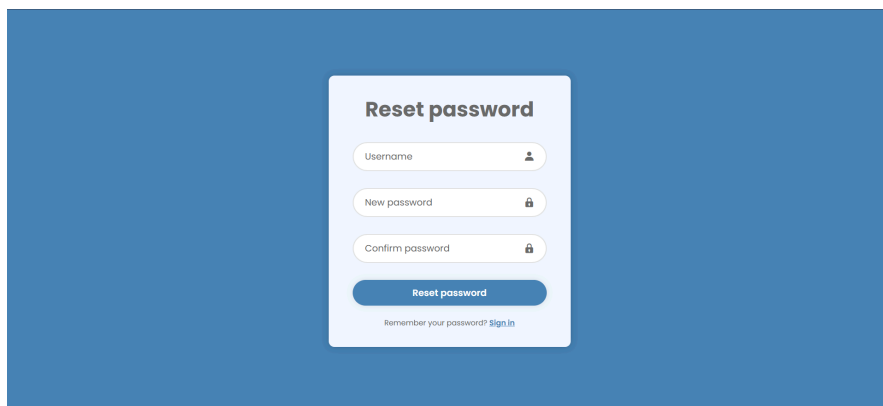 Reset password
Username
New password
Confirm password
Reset password
Remember your password? Sign in